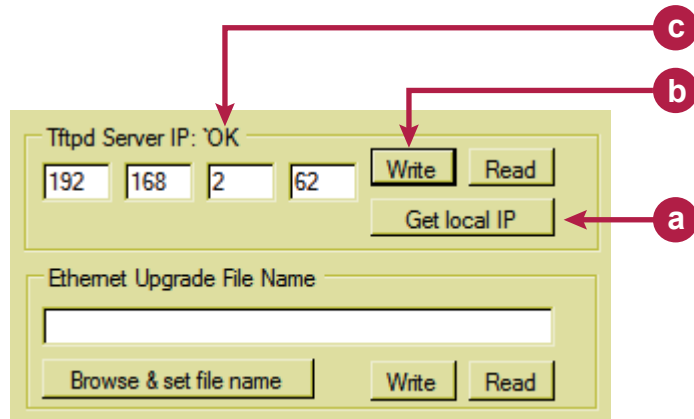 c
b
Tftpd Server IP: `OK
192 168 2 62 Write Read
Get local IP a
Ethernet Upgrade File Name
Browse & set file name Write Read